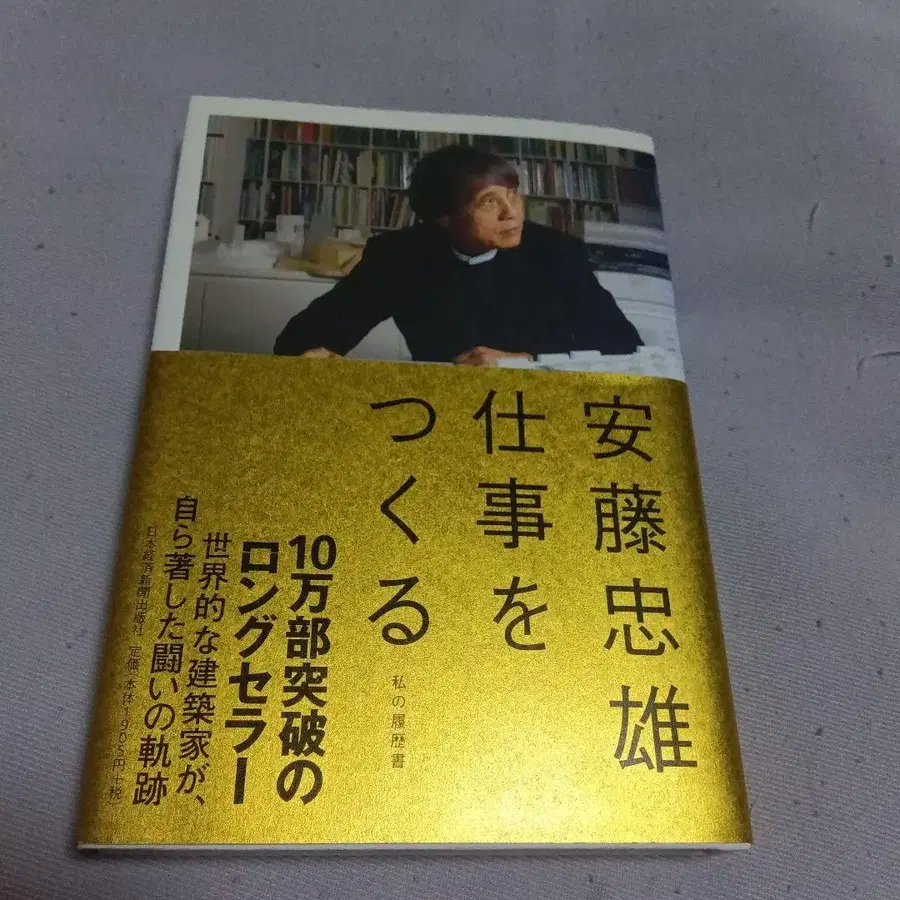 安藤忠雄
仕事を
つくる
私の履歴書
10万部突破の
ロングセラー
世界的な建築家が、
自ら著した闘いの軌跡
日本経済新聞出版社 定価:本体1,905円+税